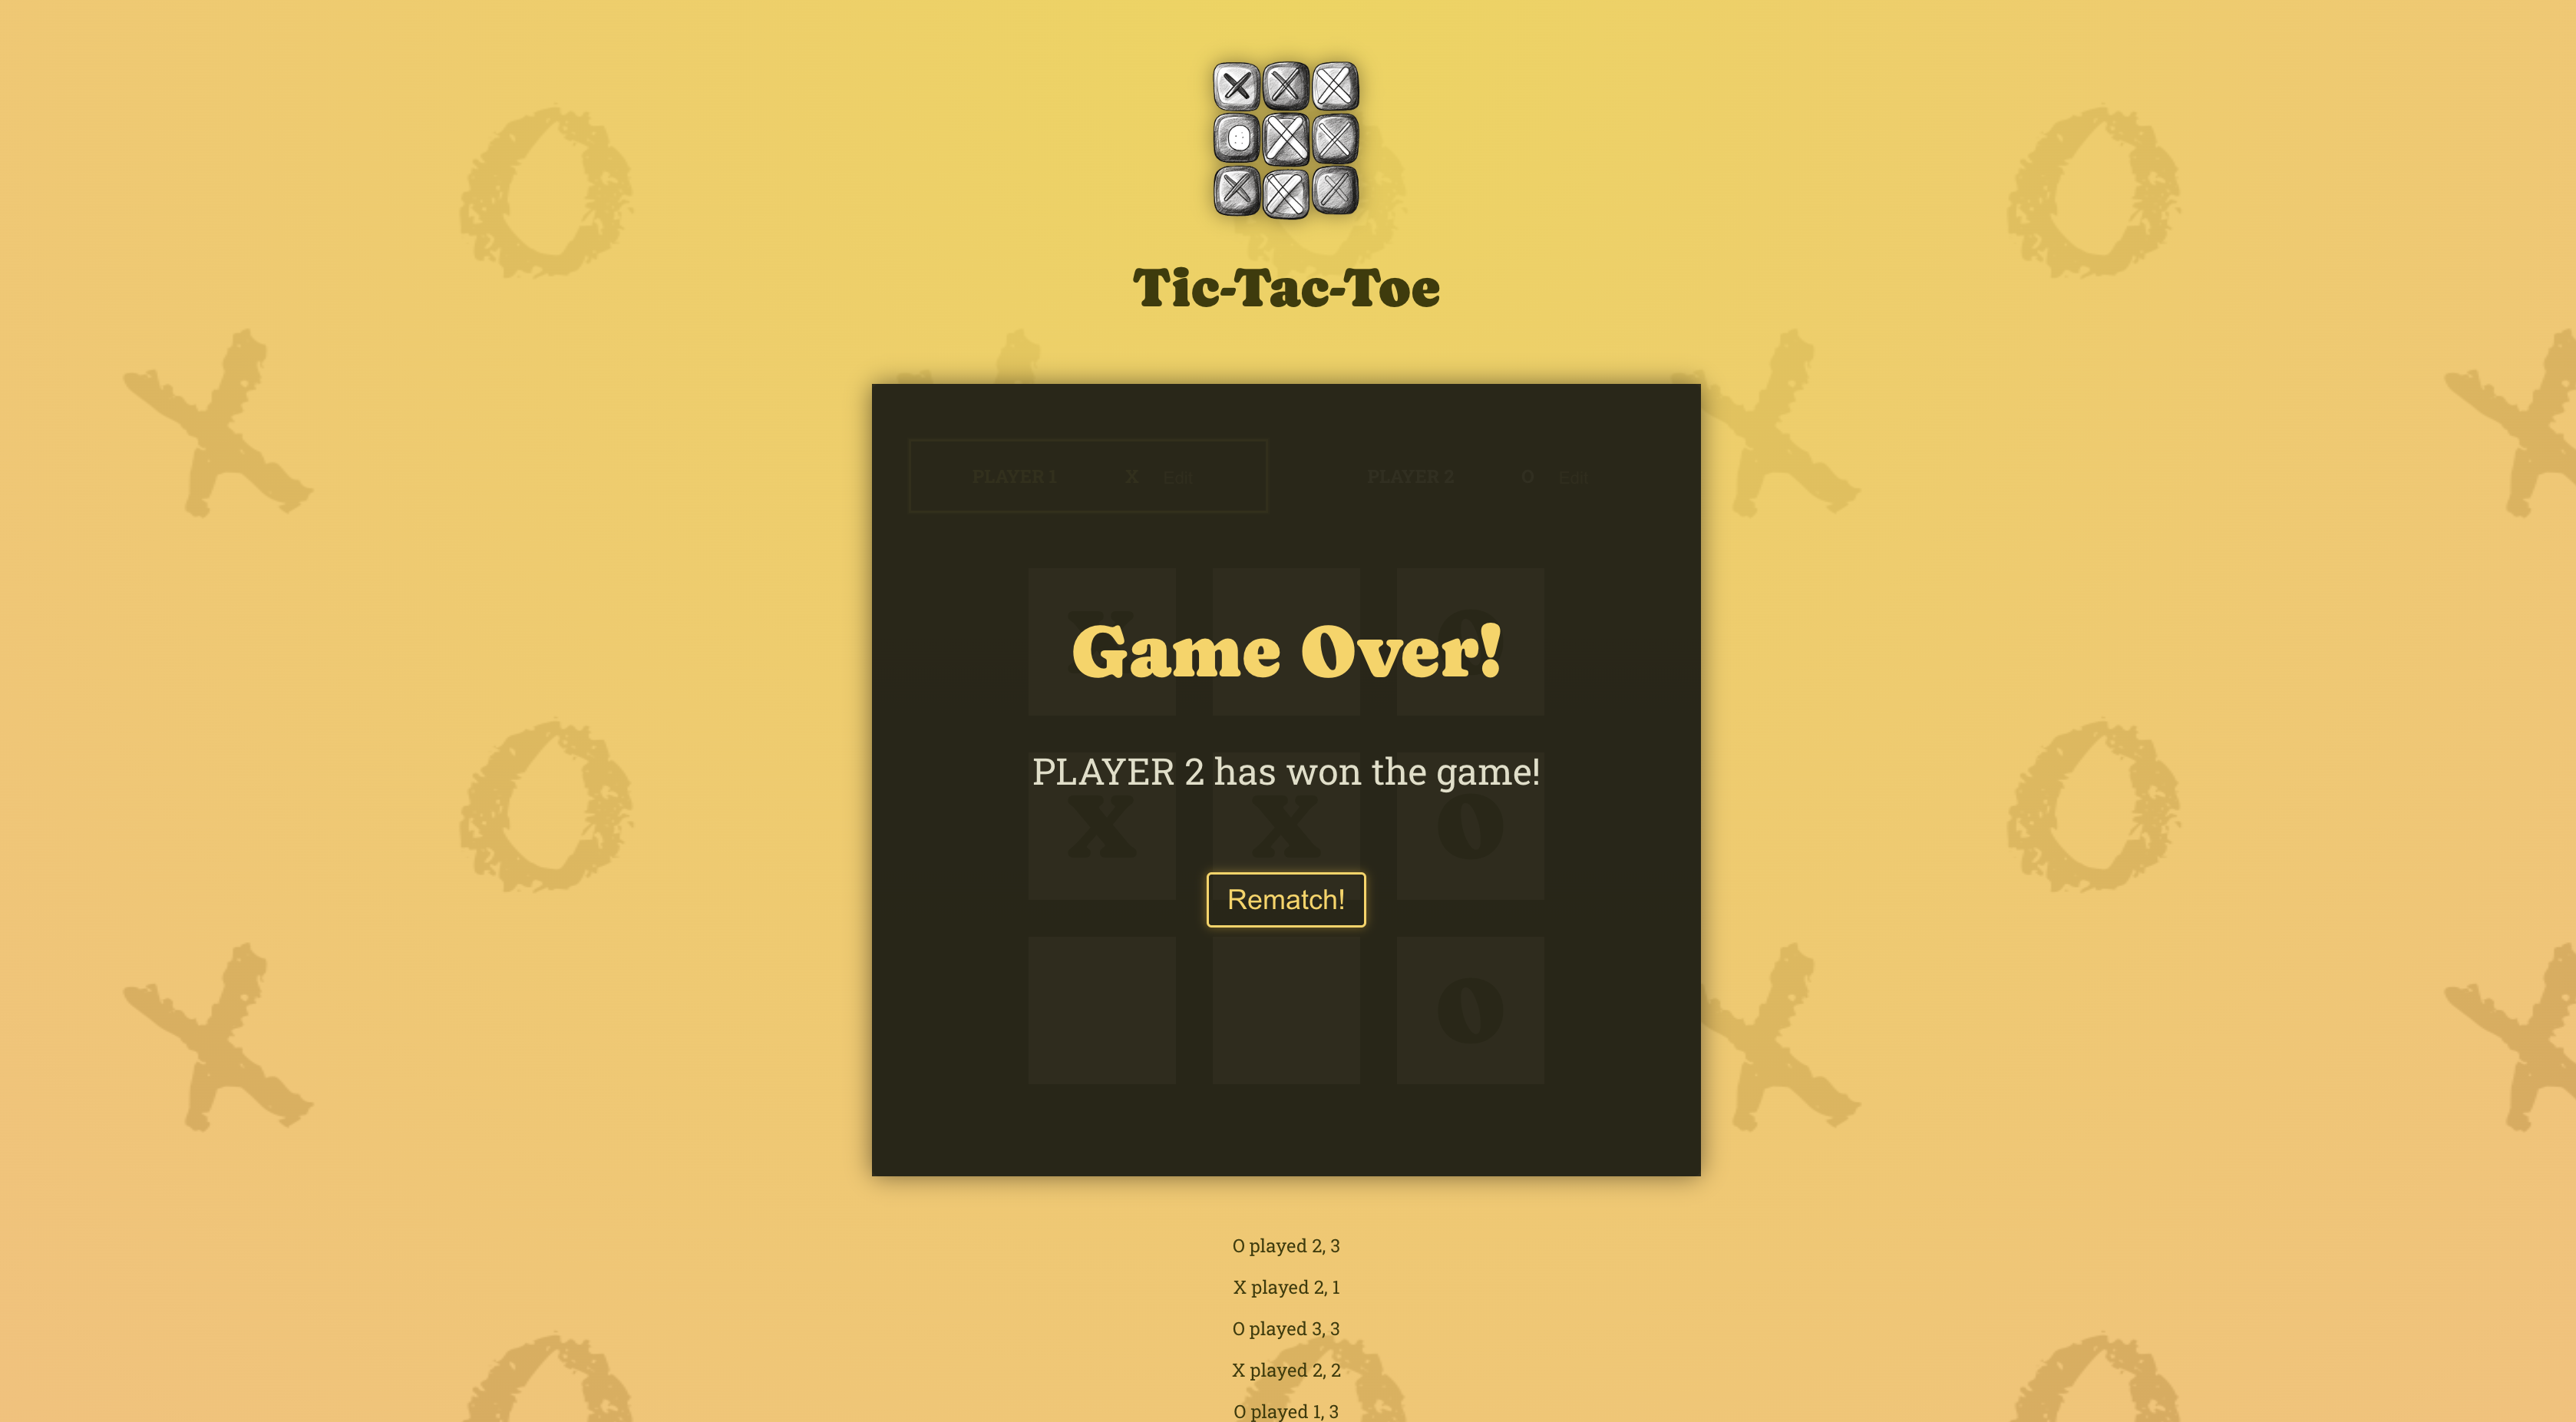 Tic-Tac-Toe
PLAYER 1 X Edit PLAYER 2 O Edit
X O
Game Over!
PLAYER 2 has won the game!
X X O
Rematch!
O
O played 2, 3
X played 2, 1
O played 3, 3
X played 2, 2
O played 1, 3